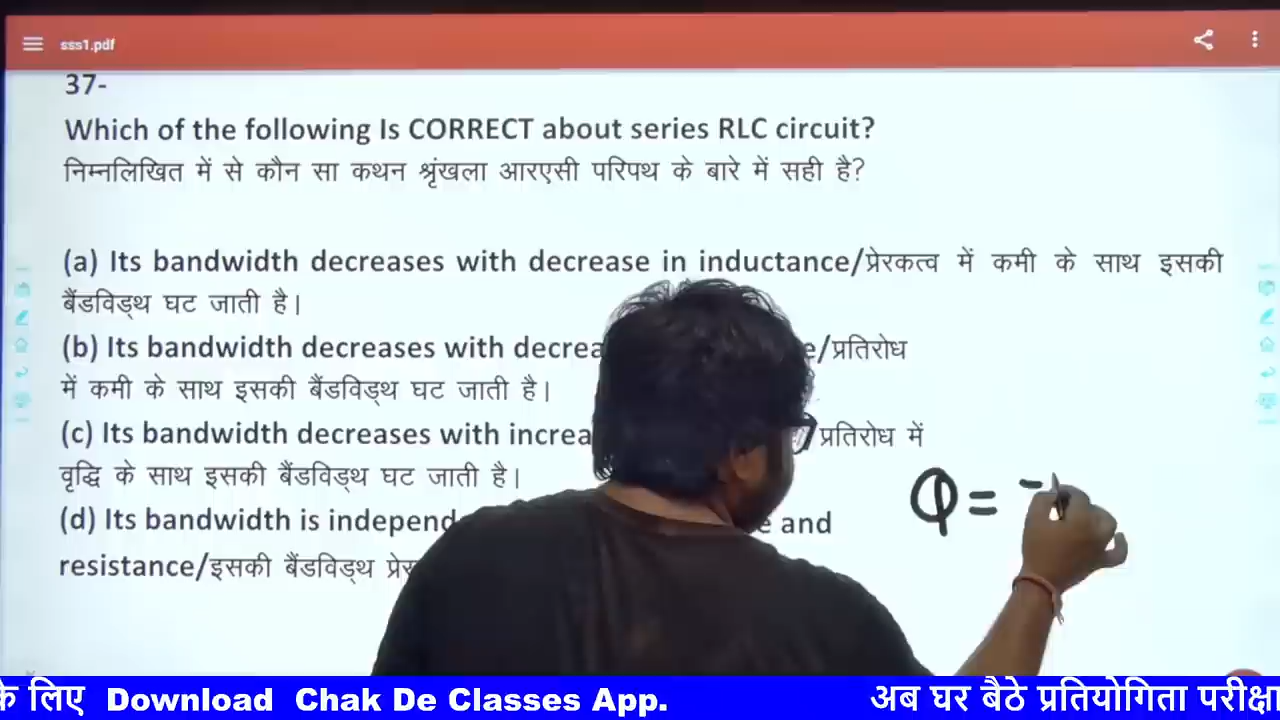 sss1.pdf
37-
Which of the following Is CORRECT about series RLC circuit?
निम्नलिखित में से कौन सा कथन श्रृंखला आरएसी परिपथ के बारे में सही है?
(a) Its bandwidth decreases with decrease in inductance/प्रेरकत्व में कमी के साथ इसकी
बैंडविड्थ घट जाती है।
(b) Its bandwidth decreases with /प्रतिरोध
में कमी के साथ इसकी बैंडविड्थ घट जाती है।
(c) Its bandwidth decreases with /प्रतिरोध में
वृद्धि के साथ इसकी बैंडविड्थ घट जाती है।
(d) Its bandwidth is and
resistance/इसकी बैंडविड्थ
Q =
के लिए Download Chak De Classes App. अब घर बैठे प्रतियोगिता परीक्षा